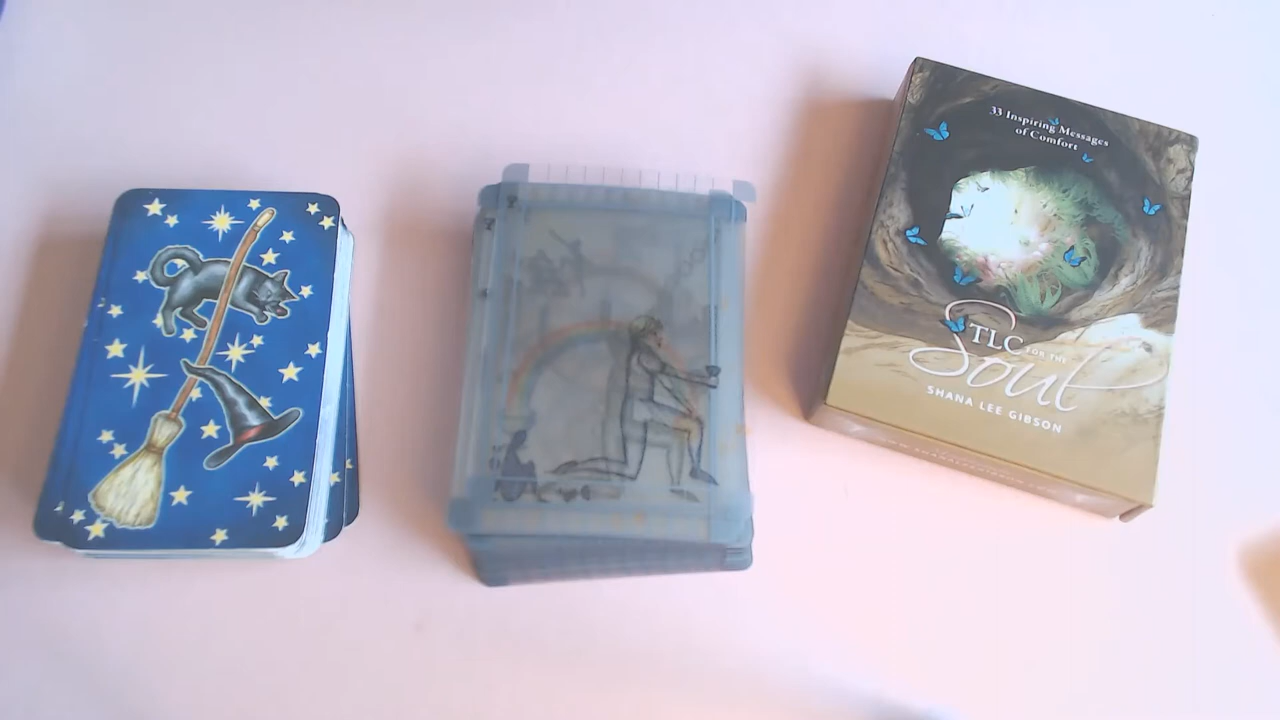 33 Inspiring Messages
of Comfort
TLC FOR THE
Soul
SHANA LEE GIBSON